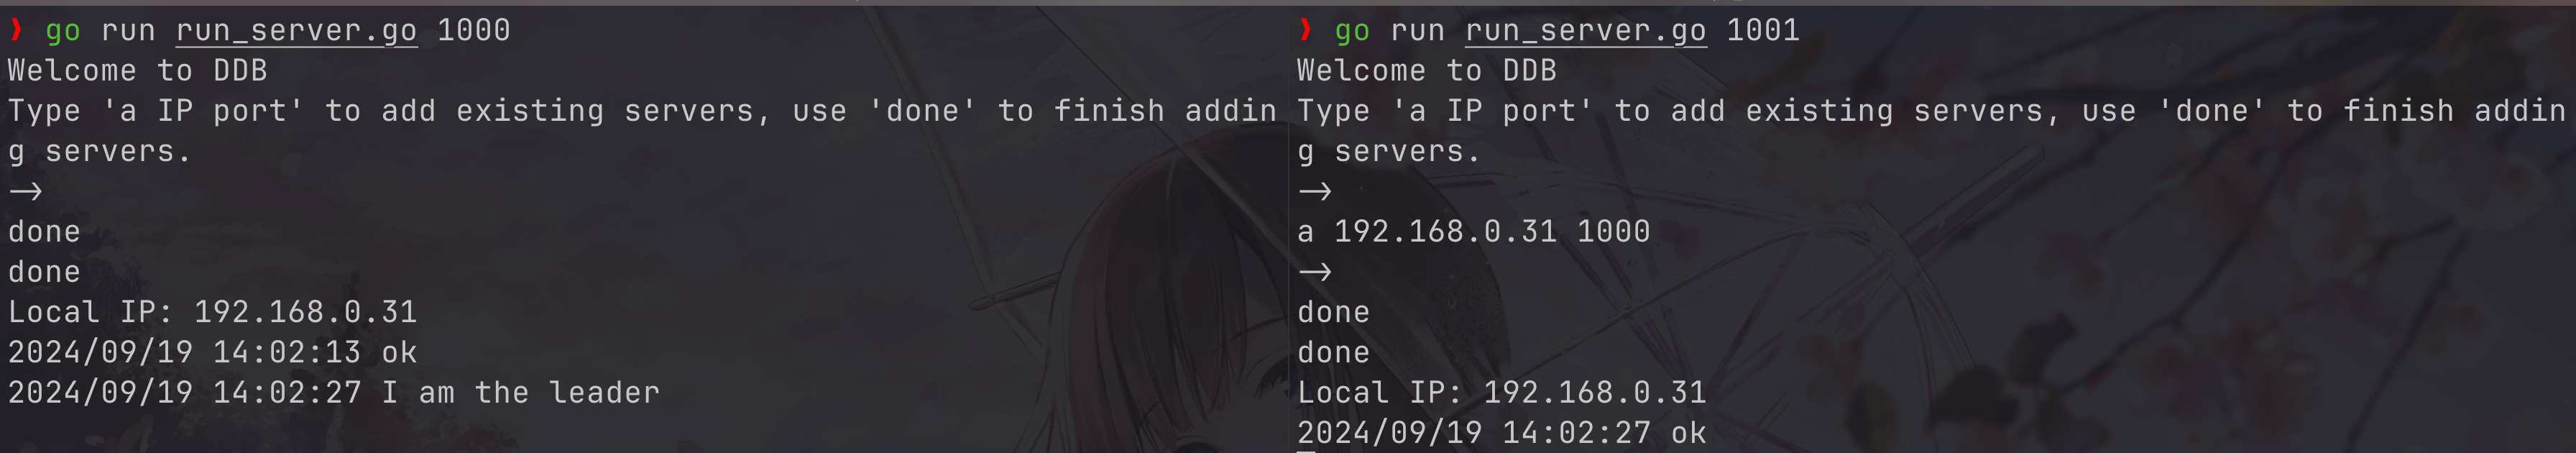 ❯ go run run_server.go 1000
Welcome to DDB
Type 'a IP port' to add existing servers, use 'done' to finish addin
g servers.
->
done
done
Local IP: 192.168.0.31
2024/09/19 14:02:13 ok
2024/09/19 14:02:27 I am the leader
❯ go run run_server.go 1001
Welcome to DDB
Type 'a IP port' to add existing servers, use 'done' to finish addin
g servers.
->
a 192.168.0.31 1000
->
done
done
Local IP: 192.168.0.31
2024/09/19 14:02:27 ok